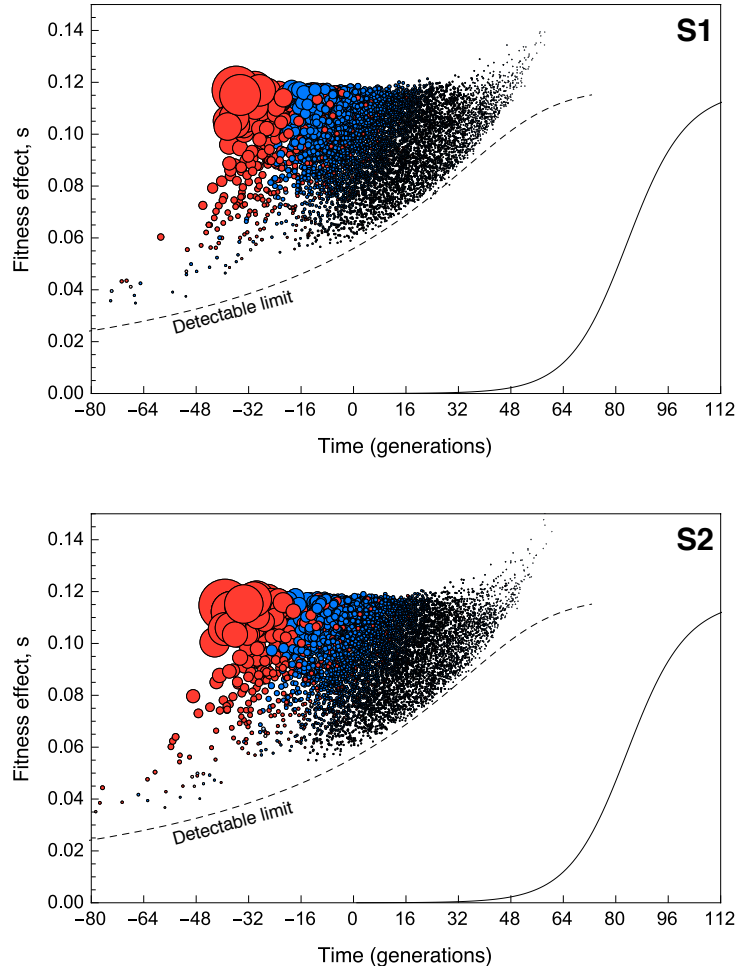 S1
Fitness effect, s
0.14
0.12
0.10
0.08
0.06
0.04
0.02
0.00
Detectable limit
−80 −64 −48 −32 −16 0 16 32 48 64 80 96 112
Time (generations)
S2
Fitness effect, s
0.14
0.12
0.10
0.08
0.06
0.04
0.02
0.00
Detectable limit
−80 −64 −48 −32 −16 0 16 32 48 64 80 96 112
Time (generations)